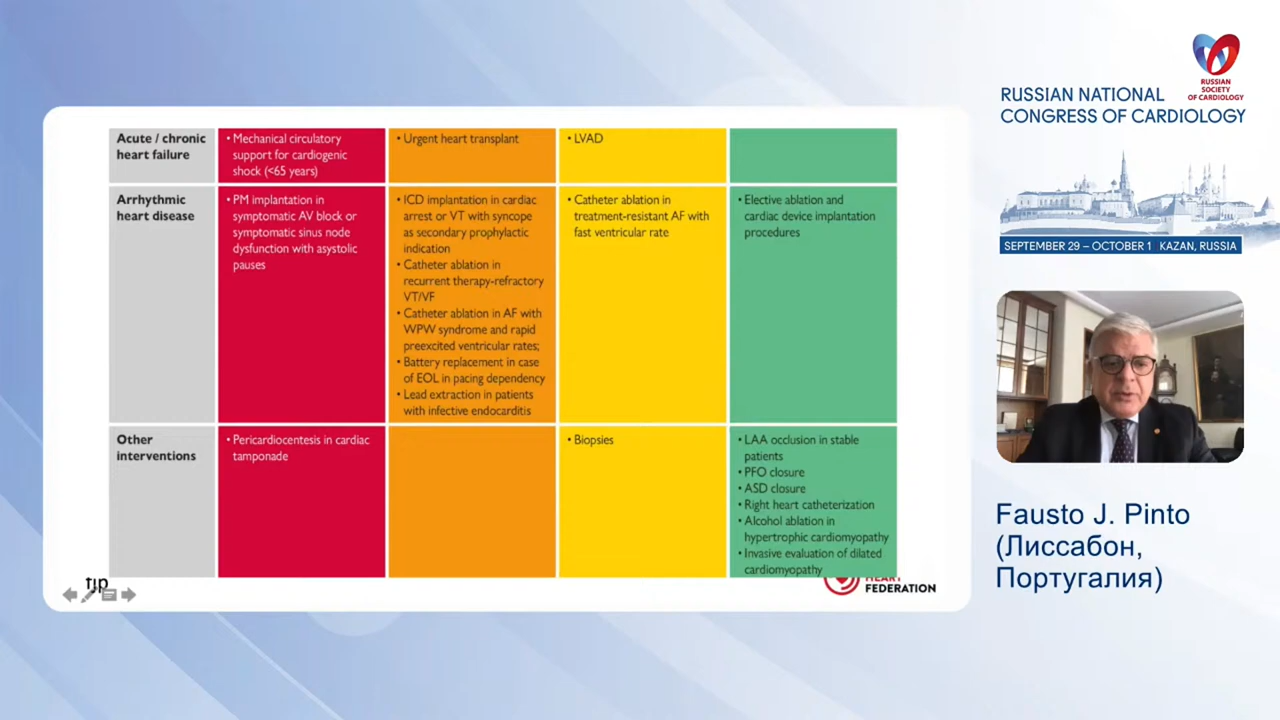 RUSSIAN
SOCIETY
OF CARDIOLOGY
RUSSIAN NATIONAL
CONGRESS OF CARDIOLOGY
SEPTEMBER 29 – OCTOBER 1 KAZAN, RUSSIA
Acute / chronic
heart failure
• Mechanical circulatory
support for cardiogenic
shock (<65 years)
• Urgent heart transplant
• LVAD
Arrhythmic
heart disease
• PM implantation in
symptomatic AV block or
symptomatic sinus node
dysfunction with asystolic
pauses
• ICD implantation in cardiac
arrest or VT with syncope
as secondary prophylactic
indication
• Catheter ablation in
recurrent therapy-refractory
VT/VF
• Catheter ablation in AF with
WPW syndrome and rapid
preexcited ventricular rates;
• Battery replacement in case
of EOL in pacing dependency
• Lead extraction in patients
with infective endocarditis
• Catheter ablation in
treatment-resistant AF with
fast ventricular rate
• Elective ablation and
cardiac device implantation
procedures
Other
interventions
• Pericardiocentesis in cardiac
tamponade
• Biopsies
• LAA occlusion in stable
patients
• PFO closure
• ASD closure
• Right heart catheterization
• Alcohol ablation in
hypertrophic cardiomyopathy
• Invasive evaluation of dilated
cardiomyopathy
HEART
FEDERATION
Fausto J. Pinto
(Лиссабон,
Португалия)